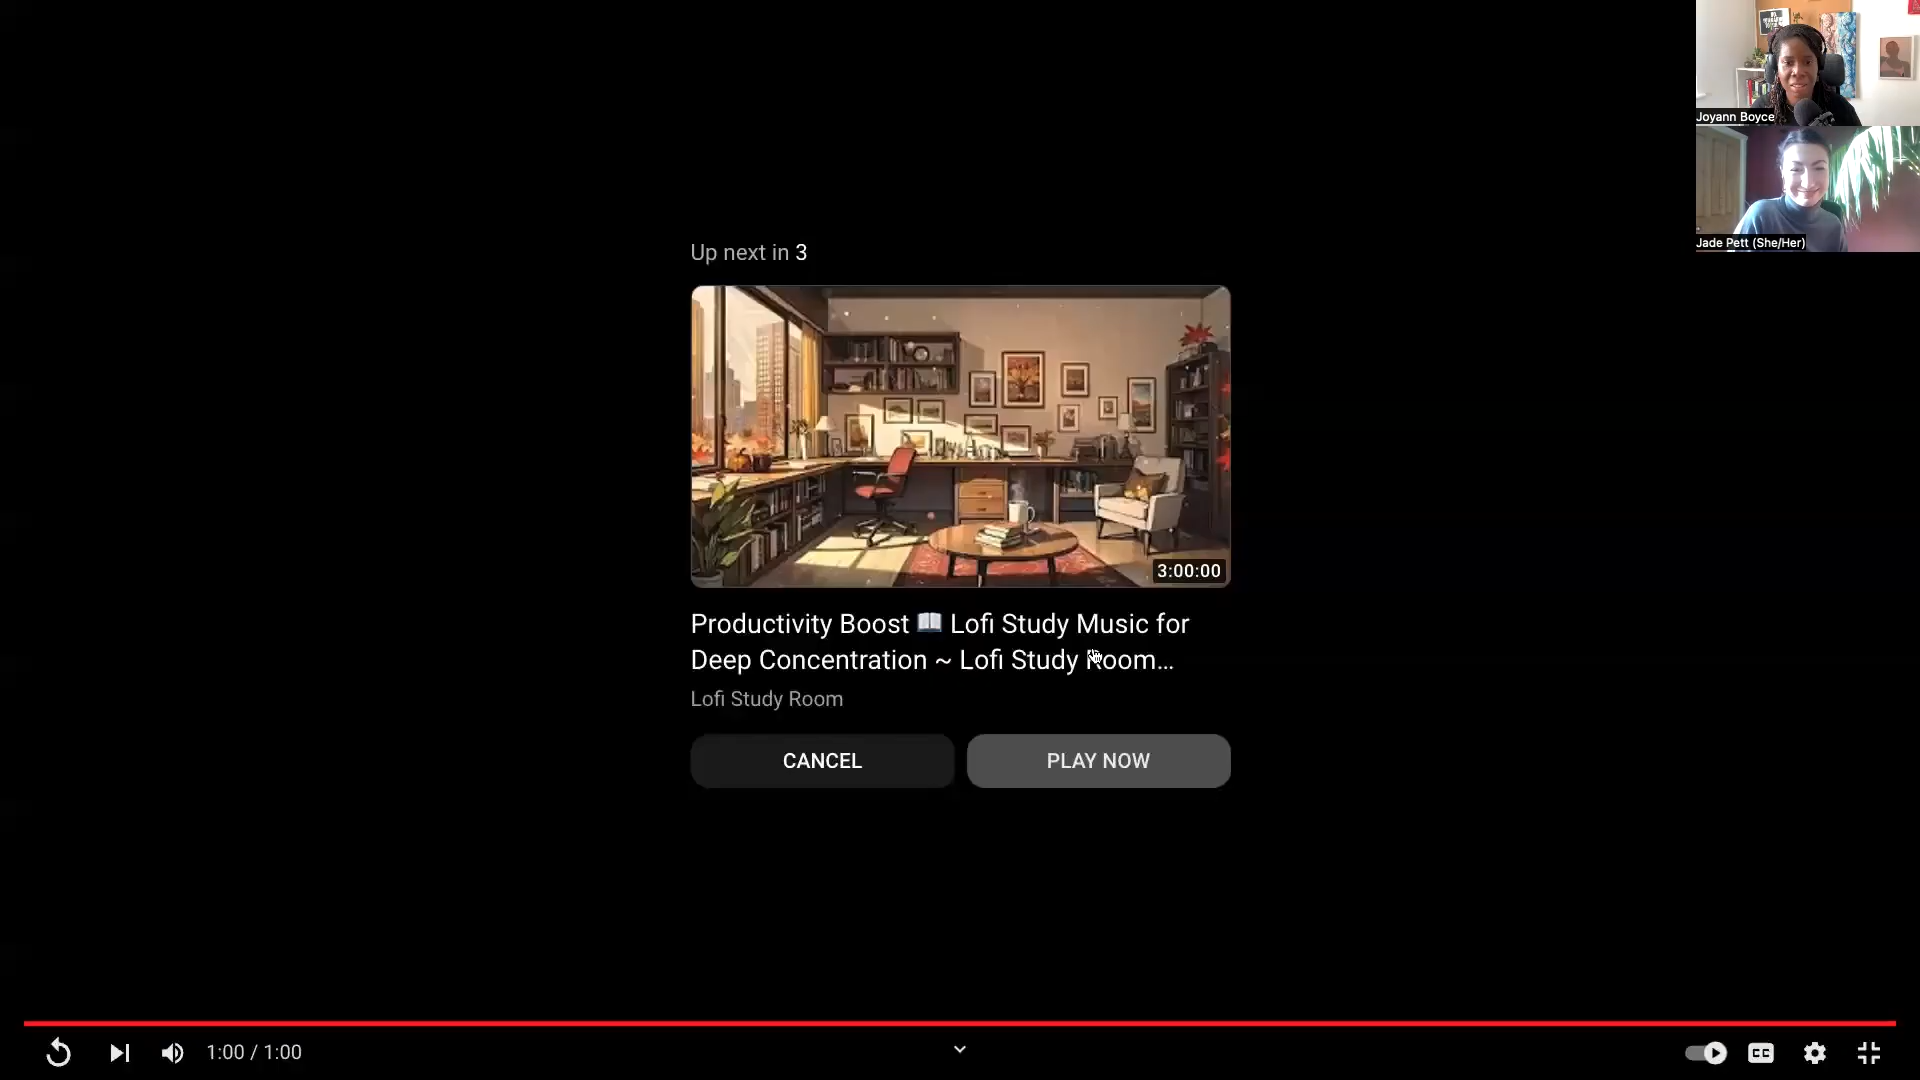 Joyann Boyce
Jade Pett (She/Her)
Up next in 3
3:00:00
Productivity Boost 📖 Lofi Study Music for
Deep Concentration ~ Lofi Study Room...
Lofi Study Room
CANCEL
PLAY NOW
1:00 / 1:00
CC